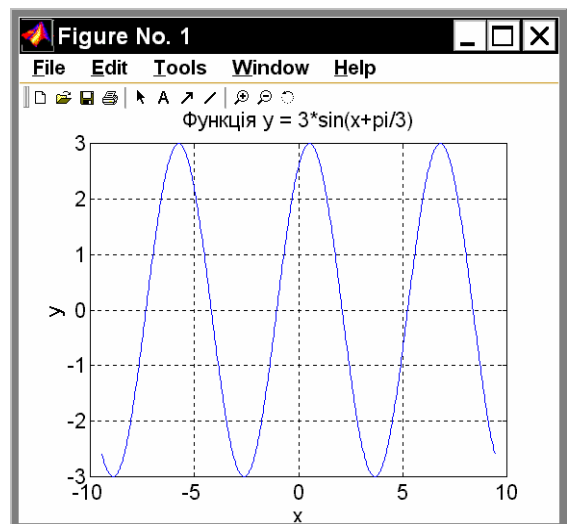 Figure No. 1
File Edit Tools Window Help
A
Функція y = 3*sin(x+pi/3)
3
2
1
0
-1
-2
-3
y
-10 -5 0 5 10
x